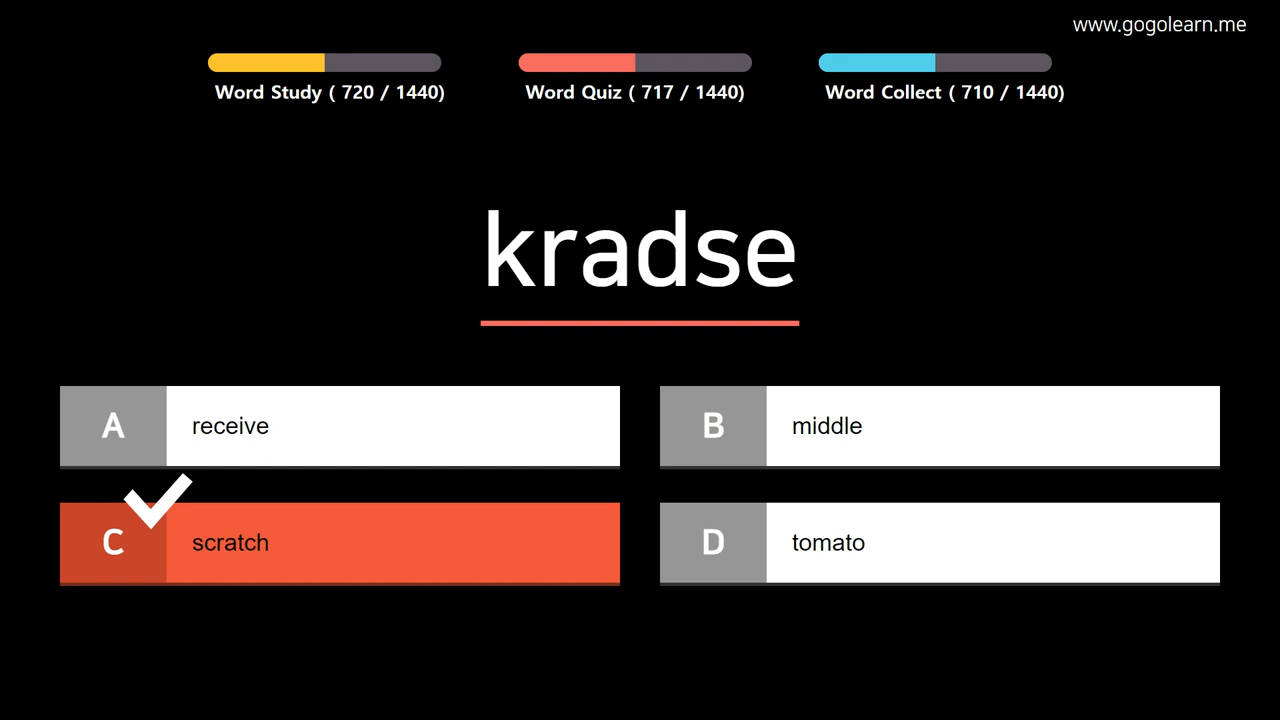 www.gogolearn.me
Word Study ( 720 / 1440)
Word Quiz ( 717 / 1440)
Word Collect ( 710 / 1440)
kradse
A receive
B middle
C scratch
D tomato